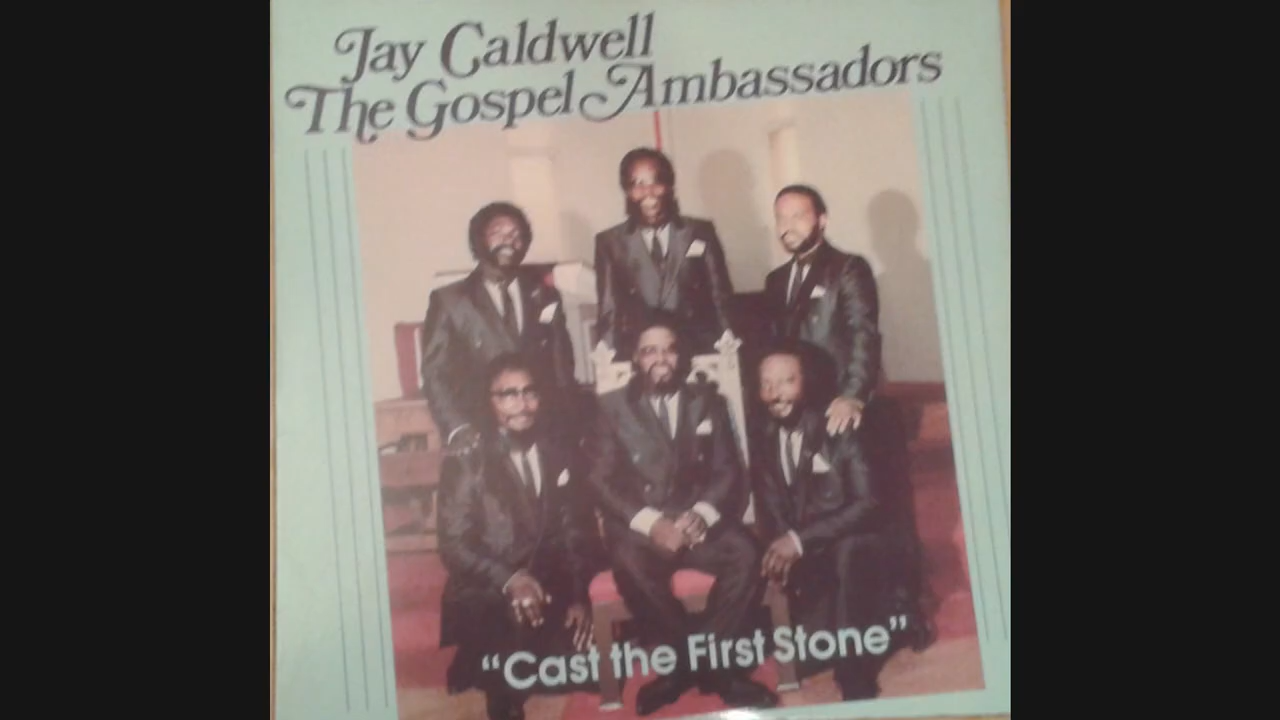 Jay Caldwell
The Gospel Ambassadors
"Cast the First Stone"